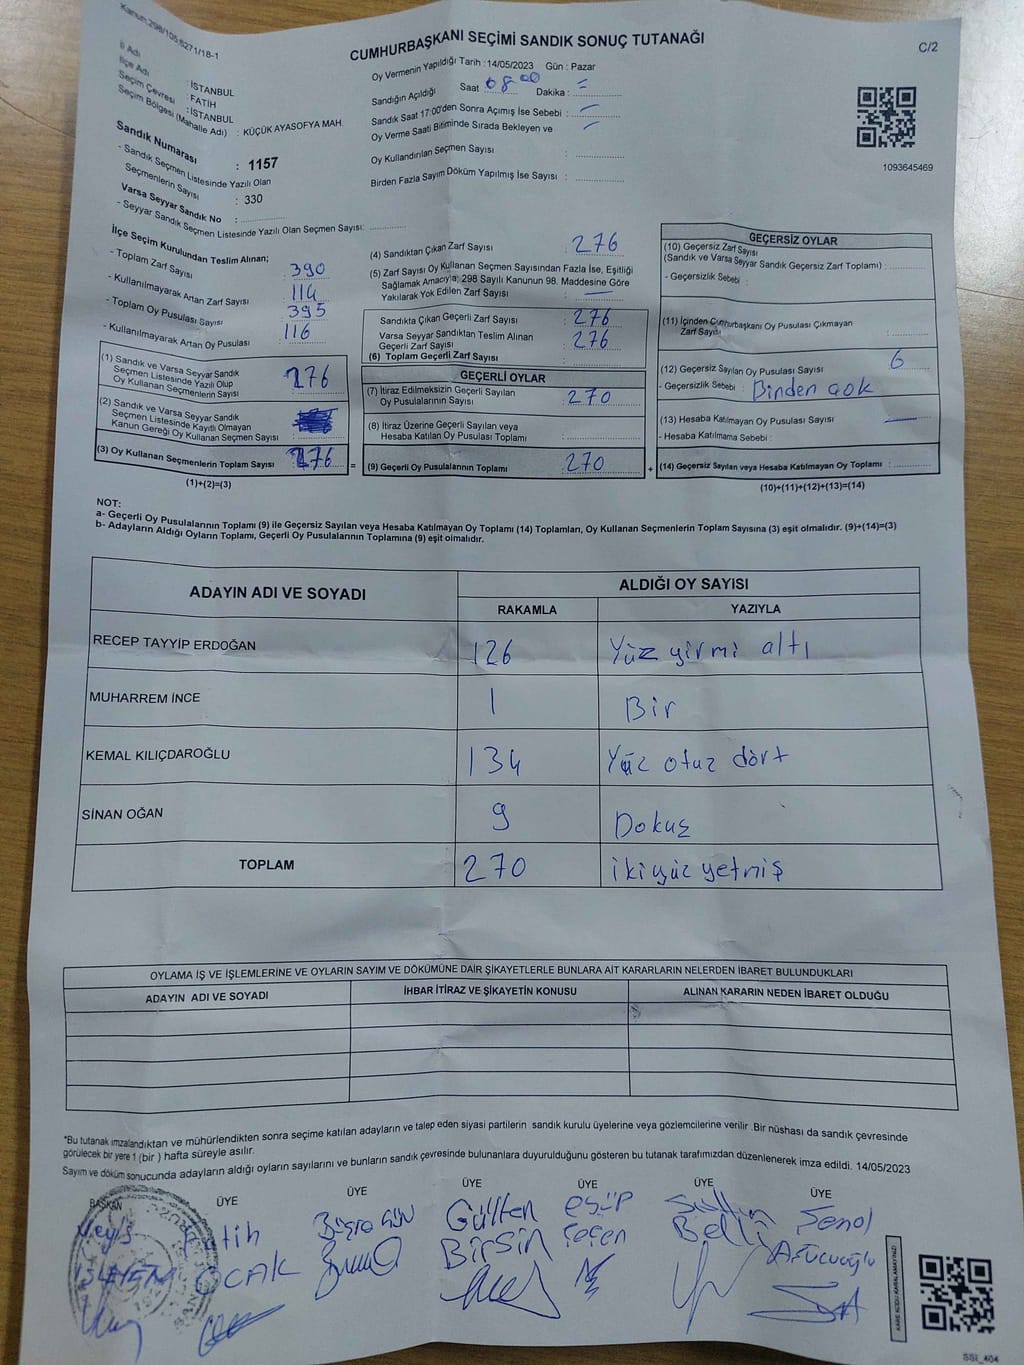 Kanun:298/105:6271/18-1
CUMHURBAŞKANI SEÇİMİ SANDIK SONUÇ TUTANAĞI
C/2
İl Adı : İSTANBUL
İlçe Adı : FATİH
Seçim Çevresi : İSTANBUL
Seçim Bölgesi (Mahalle Adı) : KÜÇÜK AYASOFYA MAH.
Sandık Numarası : 1157
- Sandık Seçmen Listesinde Yazılı Olan
Seçmenlerin Sayısı : 330
Varsa Seyyar Sandık No :
- Seyyar Sandık Seçmen Listesinde Yazılı Olan Seçmen Sayısı:
Oy Vermenin Yapıldığı Tarih : 14/05/2023 Gün : Pazar
Sandığın Açıldığı Saat 08 00 Dakika : =
Sandık Saat 17:00'den Sonra Açımış İse Sebebi : —
Oy Verme Saati Bitiminde Sırada Bekleyen ve —
Oy Kullandırılan Seçmen Sayısı :
Birden Fazla Sayım Döküm Yapılmış İse Sayısı :
1093645469
İlçe Seçim Kurulundan Teslim Alınan;
- Toplam Zarf Sayısı : 390
- Kullanılmayarak Artan Zarf Sayısı : 114
- Toplam Oy Pusulası Sayısı : 395
- Kullanılmayarak Artan Oy Pusulası : 116
(1) Sandık ve Varsa Seyyar Sandık
Seçmen Listesinde Yazılı Olup
Oy Kullanan Seçmenlerin Sayısı : 276
(2) Sandık ve Varsa Seyyar Sandık
Seçmen Listesinde Kayıtlı Olmayan
Kanun Gereği Oy Kullanan Seçmen Sayısı :
(3) Oy Kullanan Seçmenlerin Toplam Sayısı : 276
(1)+(2)=(3)
(4) Sandıktan Çıkan Zarf Sayısı : 276
(5) Zarf Sayısı Oy Kullanan Seçmen Sayısından Fazla İse, Eşitliği
Sağlamak Amacıyla; 298 Sayılı Kanunun 98. Maddesine Göre
Yakılarak Yok Edilen Zarf Sayısı : —
Sandıkta Çıkan Geçerli Zarf Sayısı : 276
Varsa Seyyar Sandıktan Teslim Alınan
Geçerli Zarf Sayısı : 276
(6) Toplam Geçerli Zarf Sayısı :
GEÇERLİ OYLAR
(7) İtiraz Edilmeksizin Geçerli Sayılan
Oy Pusulalarının Sayısı : 270
(8) İtiraz Üzerine Geçerli Sayılan veya
Hesaba Katılan Oy Pusulası Toplamı :
= (9) Geçerli Oy Pusulalarının Toplamı : 270
GEÇERSİZ OYLAR
(10) Geçersiz Zarf Sayısı
(Sandık ve Varsa Seyyar Sandık Geçersiz Zarf Toplamı) :
- Geçersizlik Sebebi :
(11) İçinden Cumhurbaşkanı Oy Pusulası Çıkmayan
Zarf Sayısı :
(12) Geçersiz Sayılan Oy Pusulası Sayısı : 6
- Geçersizlik Sebebi : Birden çok
(13) Hesaba Katılmayan Oy Pusulası Sayısı : —
- Hesaba Katılmama Sebebi :
+ (14) Geçersiz Sayılan veya Hesaba Katılmayan Oy Toplamı :
(10)+(11)+(12)+(13)=(14)
NOT:
a- Geçerli Oy Pusulalarının Toplamı (9) ile Geçersiz Sayılan veya Hesaba Katılmayan Oy Toplamı (14) Toplamları, Oy Kullanan Seçmenlerin Toplam Sayısına (3) eşit olmalıdır. (9)+(14)=(3)
b- Adayların Aldığı Oyların Toplamı, Geçerli Oy Pusulalarının Toplamına (9) eşit olmalıdır.
ADAYIN ADI VE SOYADI
ALDIĞI OY SAYISI
RAKAMLA YAZIYLA
RECEP TAYYİP ERDOĞAN 126 Yüz yirmi altı
MUHARREM İNCE 1 Bir
KEMAL KILIÇDAROĞLU 134 Yüz otuz dört
SİNAN OĞAN 9 Dokuz
TOPLAM 270 ikiyüz yetmiş
OYLAMA İŞ VE İŞLEMLERİNE VE OYLARIN SAYIM VE DÖKÜMÜNE DAİR ŞİKAYETLERLE BUNLARA AİT KARARLARIN NELERDEN İBARET BULUNDUKLARI
ADAYIN ADI VE SOYADI İHBAR İTİRAZ VE ŞİKAYETİN KONUSU ALINAN KARARIN NEDEN İBARET OLDUĞU
*Bu tutanak imzalandıktan ve mühürlendikten sonra seçime katılan adayların ve talep eden siyasi partilerin sandık kurulu üyelerine veya gözlemcilerine verilir .Bir nüshası da sandık çevresinde
görülecek bir yere 1 (bir ) hafta süreyle asılır.
Sayım ve döküm sonucunda adayların aldığı oyların sayılarını ve bunların sandık çevresinde bulunanlara duyurulduğunu gösteren bu tutanak tarafımızdan düzenlenerek imza edildi. 14/05/2023
BAŞKAN ÜYE ÜYE ÜYE ÜYE ÜYE ÜYE
Veyis Fatih Büşra GÜN Gülten eşüp Sultan Şenol
OCAK Birsin Seçen Belli
KARE KODU KARALAMAYINIZ!
SSI_404